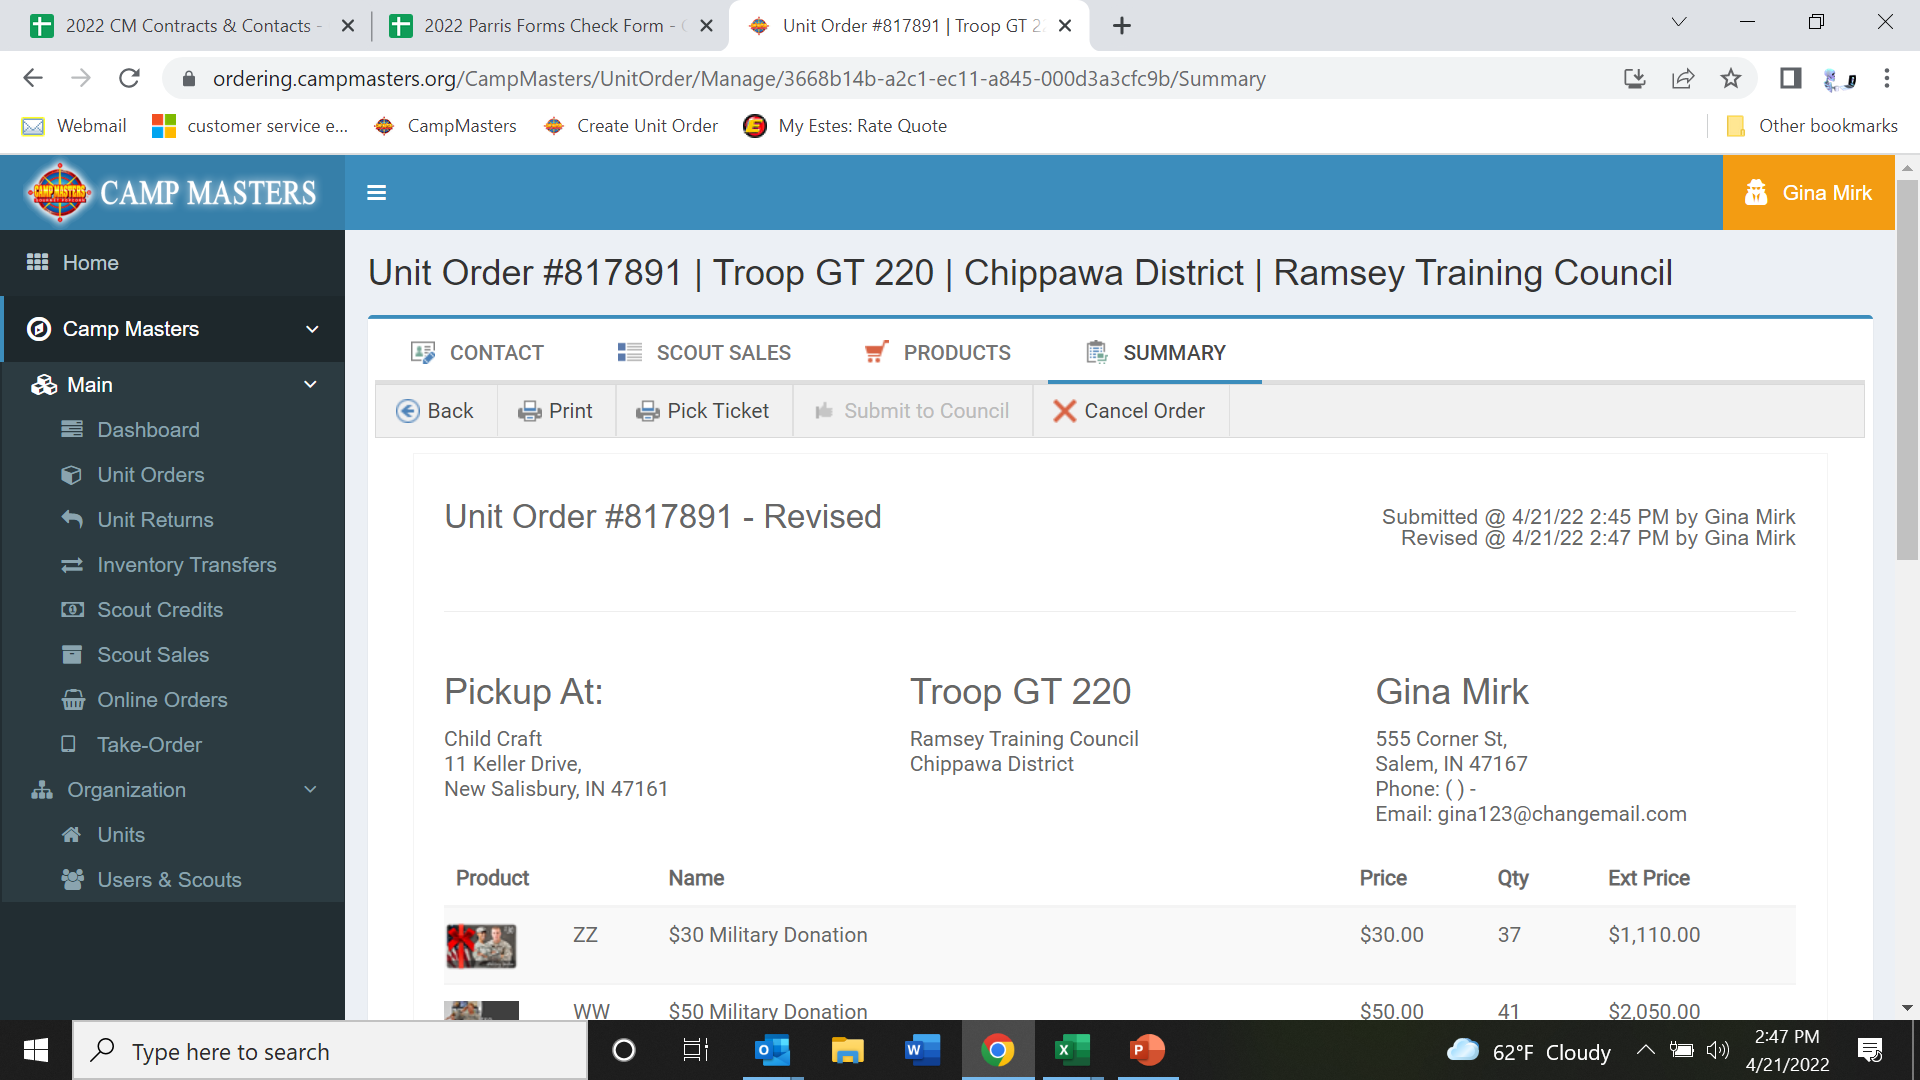 2022 CM Contracts & Contacts -
2022 Parris Forms Check Form -
Unit Order #817891 | Troop GT 2
ordering.campmasters.org/CampMasters/UnitOrder/Manage/3668b14b-a2c1-ec11-a845-000d3a3cfc9b/Summary
Webmail
customer service e...
CampMasters
Create Unit Order
My Estes: Rate Quote
Other bookmarks
CAMP MASTERS
CAMP MASTERS
Gina Mirk
Home
Camp Masters
Main
Dashboard
Unit Orders
Unit Returns
Inventory Transfers
Scout Credits
Scout Sales
Online Orders
Take-Order
Organization
Units
Users & Scouts
Unit Order #817891 | Troop GT 220 | Chippawa District | Ramsey Training Council
CONTACT
SCOUT SALES
PRODUCTS
SUMMARY
Back
Print
Pick Ticket
Submit to Council
Cancel Order
Unit Order #817891 - Revised
Submitted @ 4/21/22 2:45 PM by Gina Mirk
Revised @ 4/21/22 2:47 PM by Gina Mirk
Pickup At:
Child Craft
11 Keller Drive,
New Salisbury, IN 47161
Troop GT 220
Ramsey Training Council
Chippawa District
Gina Mirk
555 Corner St,
Salem, IN 47167
Phone: ( ) -
Email: gina123@changemail.com
Product Name Price Qty Ext Price
ZZ $30 Military Donation $30.00 37 $1,110.00
WW $50 Military Donation $50.00 41 $2,050.00
Type here to search
62°F Cloudy
2:47 PM
4/21/2022